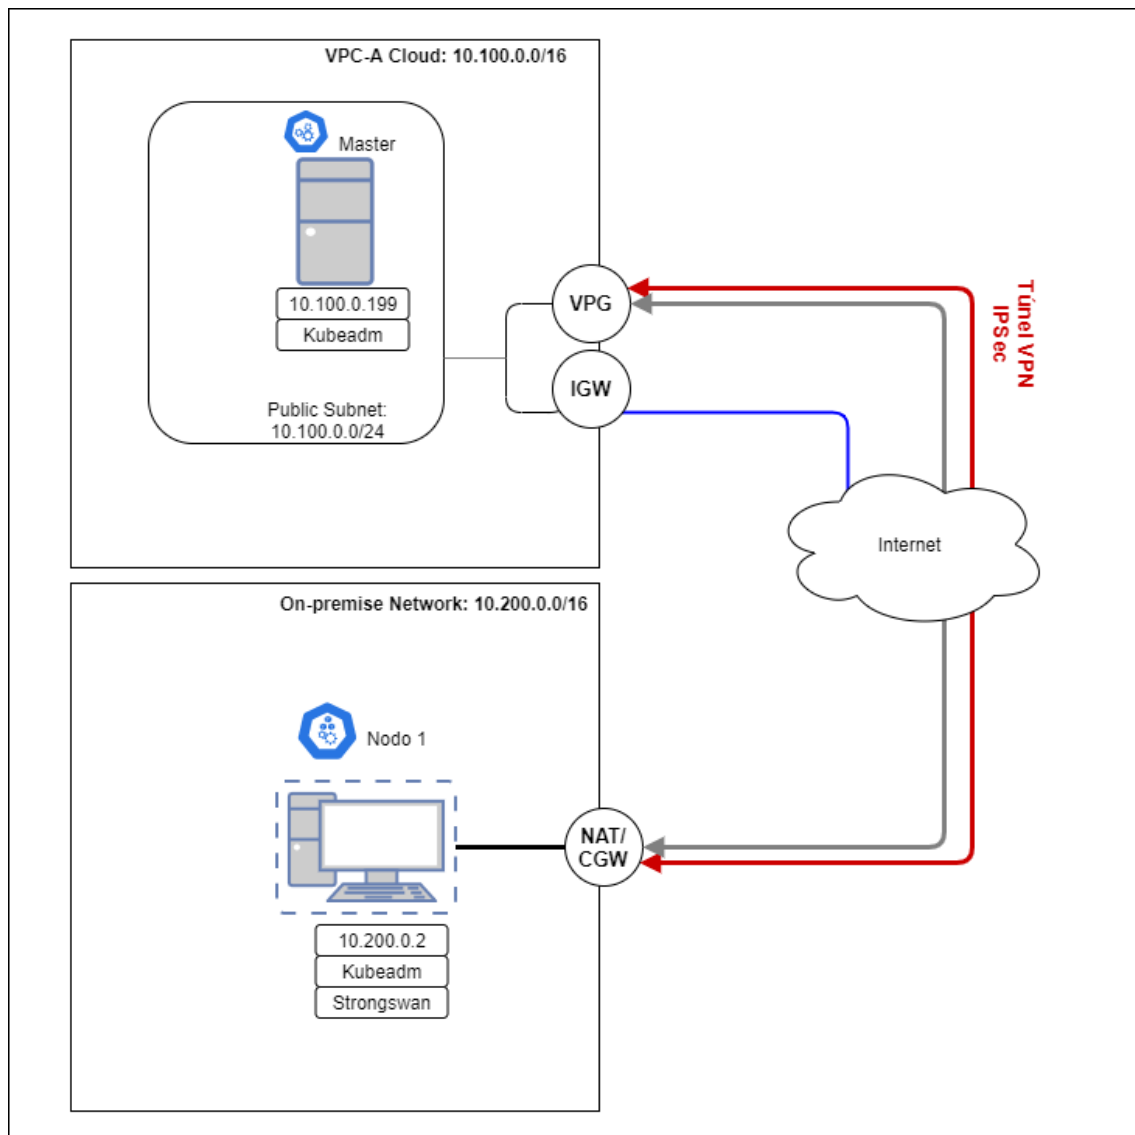 VPC-A Cloud: 10.100.0.0/16
Master
10.100.0.199
Kubeadm
Public Subnet:
10.100.0.0/24
VPG
IGW
Túnel VPN
IPSec
Internet
On-premise Network: 10.200.0.0/16
Nodo 1
NAT/
CGW
10.200.0.2
Kubeadm
Strongswan